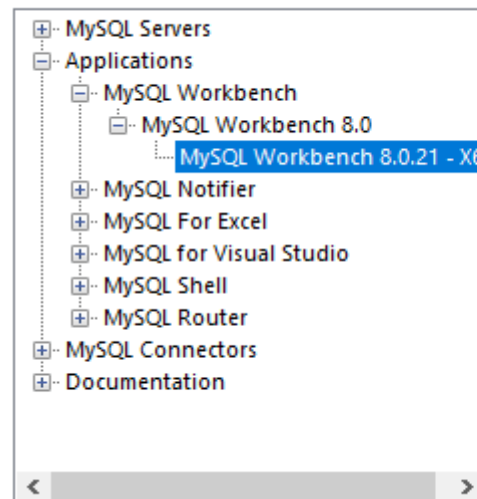 MySQL Servers
Applications
MySQL Workbench
MySQL Workbench 8.0
MySQL Workbench 8.0.21 - X6
MySQL Notifier
MySQL For Excel
MySQL for Visual Studio
MySQL Shell
MySQL Router
MySQL Connectors
Documentation